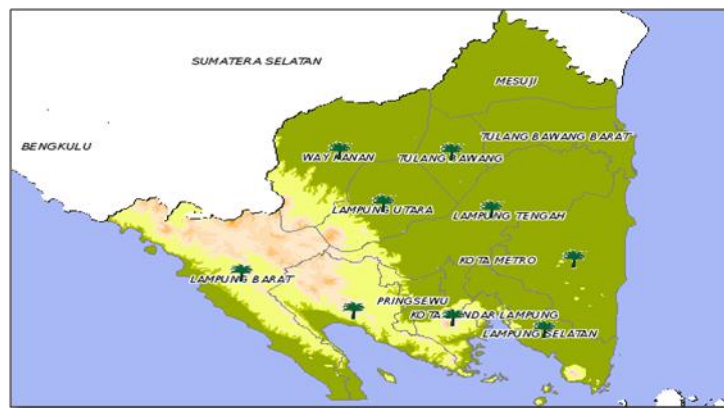 SUMATERA SELATAN
MESUJI
TULANG BAWANG BARAT
BENGKULU
WAY KANAN
TULANG BAWANG
LAMPUNG UTARA
LAMPUNG TENGAH
KOTA METRO
LAMPUNG BARAT
PRINGSEWU
KOTA BANDAR LAMPUNG
LAMPUNG SELATAN